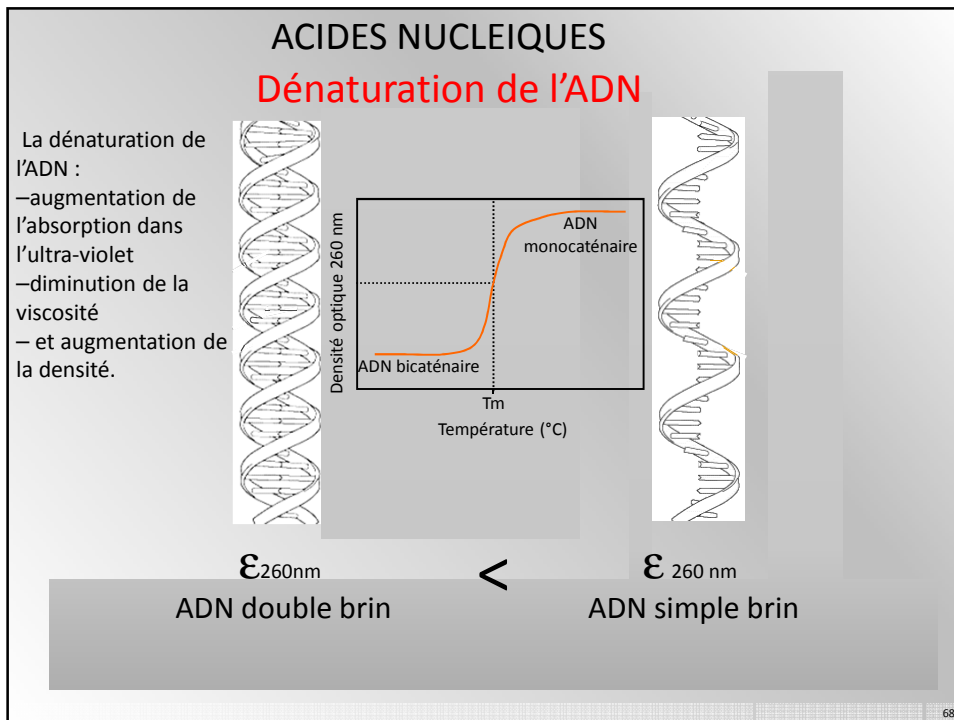 ACIDES NUCLEIQUES
Dénaturation de l'ADN
La dénaturation de
l'ADN :
–augmentation de
l'absorption dans
l'ultra-violet
–diminution de la
viscosité
– et augmentation de
la densité.
Densité optique 260 nm
ADN
monocaténaire
ADN bicaténaire
Tm
Température (°C)
ε260nm < ε 260 nm
ADN double brin ADN simple brin
68